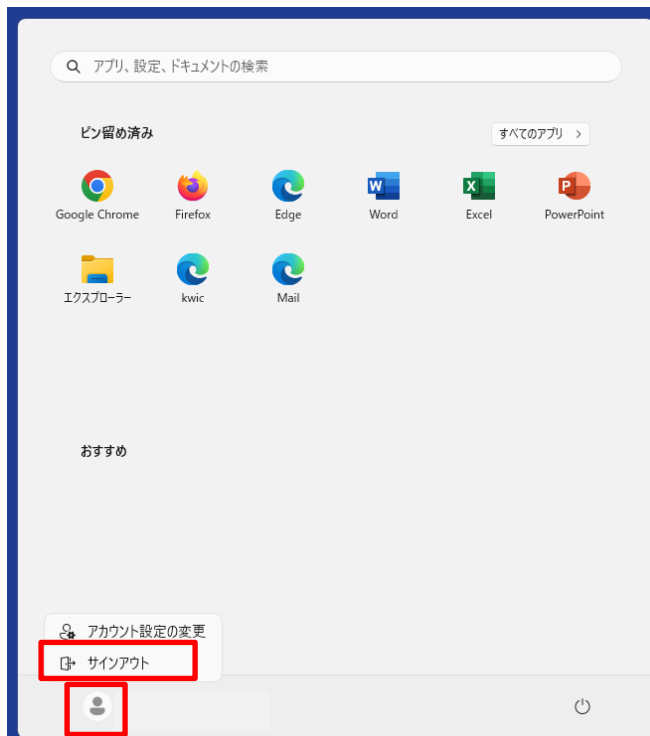 アプリ、設定、ドキュメントの検索
ピン留め済み
すべてのアプリ >
Google Chrome
Firefox
Edge
Word
Excel
PowerPoint
エクスプローラー
kwic
Mail
おすすめ
アカウント設定の変更
サインアウト